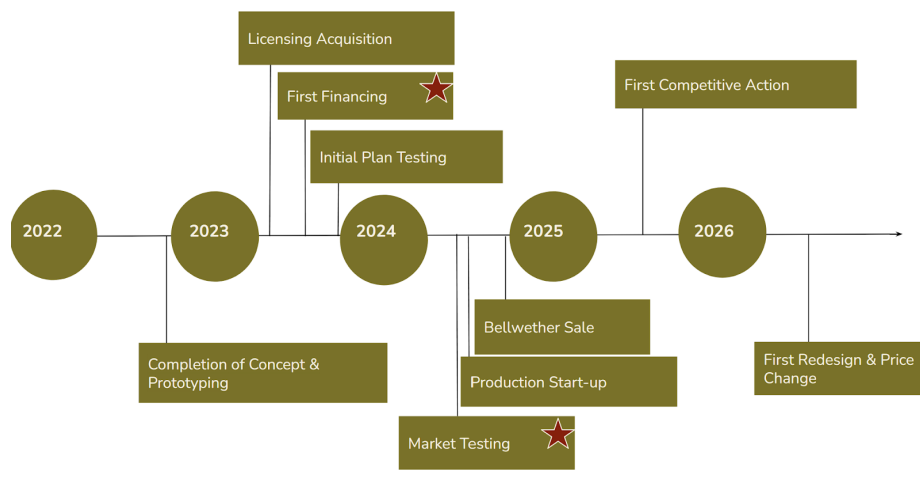 Licensing Acquisition
First Financing
Initial Plan Testing
First Competitive Action
2022
2023
2024
2025
2026
Completion of Concept &
Prototyping
Bellwether Sale
Production Start-up
Market Testing
First Redesign & Price
Change